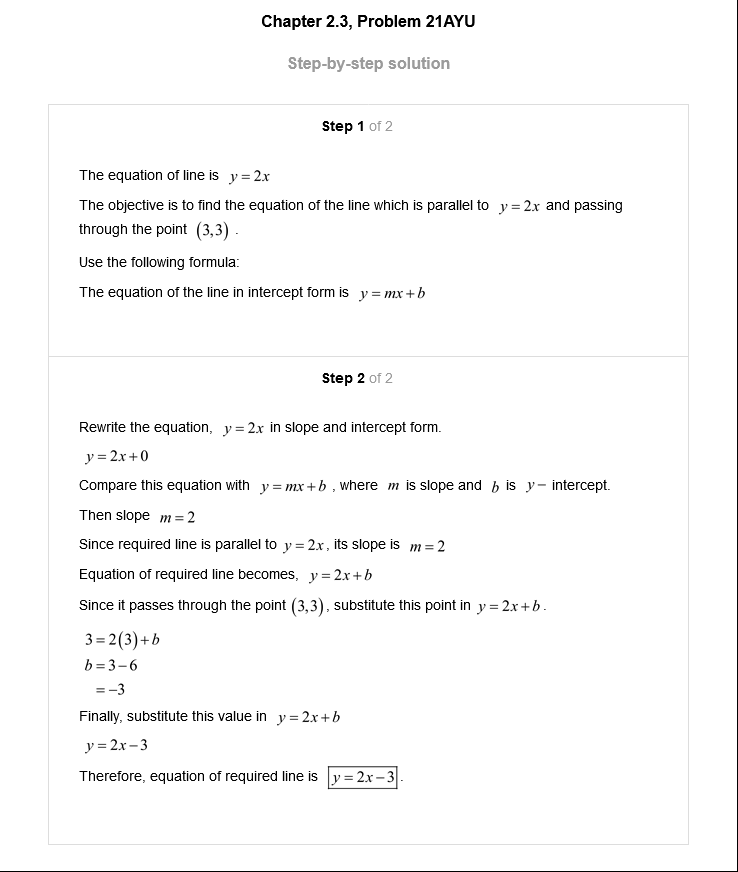 Chapter 2.3, Problem 21AYU
Step-by-step solution
Step 1 of 2
The equation of line is y = 2x
The objective is to find the equation of the line which is parallel to y = 2x and passing
through the point (3,3) .
Use the following formula:
The equation of the line in intercept form is y = mx + b
Step 2 of 2
Rewrite the equation, y = 2x in slope and intercept form.
y = 2x + 0
Compare this equation with y = mx + b , where m is slope and b is y − intercept.
Then slope m = 2
Since required line is parallel to y = 2x , its slope is m = 2
Equation of required line becomes, y = 2x + b
Since it passes through the point (3,3) , substitute this point in y = 2x + b .
3 = 2(3) + b
b = 3 − 6
= −3
Finally, substitute this value in y = 2x + b
y = 2x − 3
Therefore, equation of required line is y = 2x − 3 .